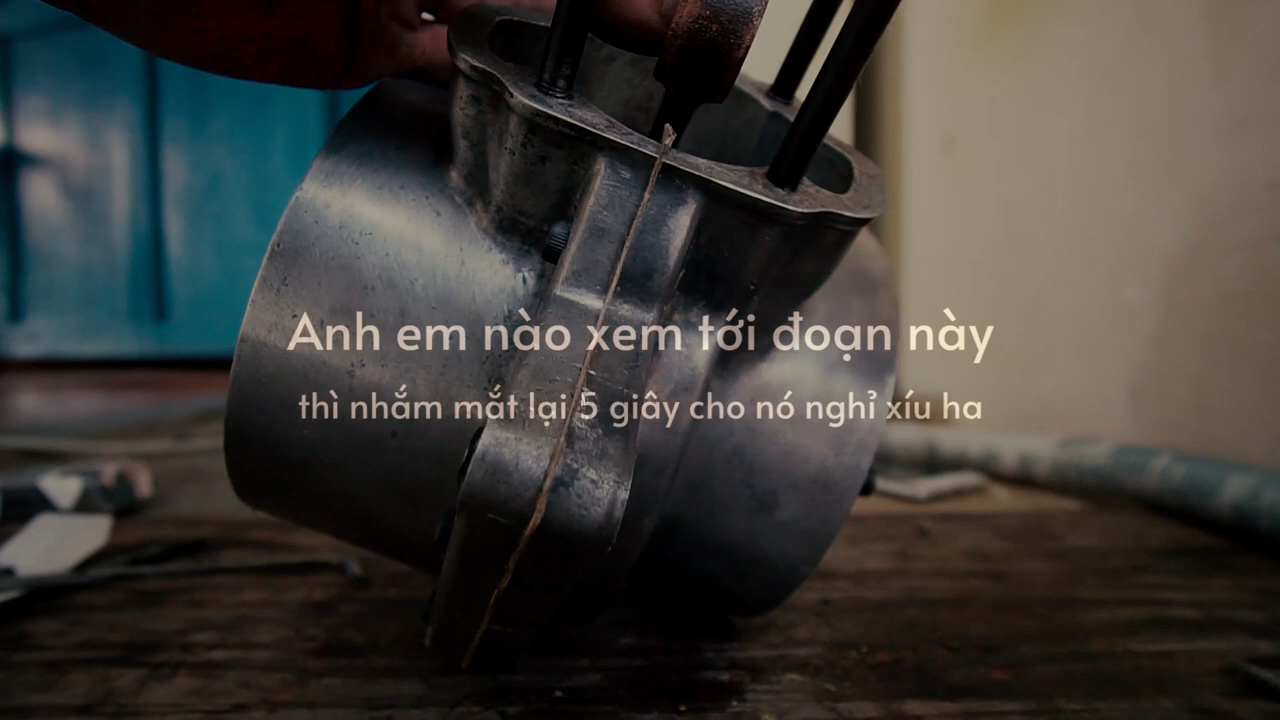 Anh em nào xem tới đoạn này
thì nhắm mắt lại 5 giây cho nó nghỉ xíu ha